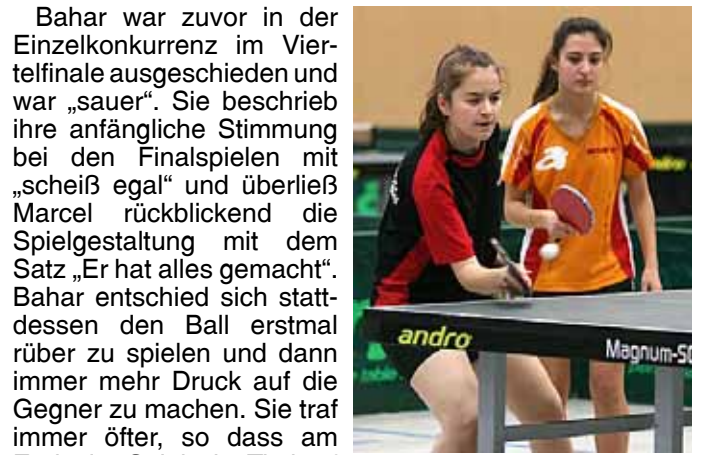 Bahar war zuvor in der
Einzelkonkurrenz im Vier-
telfinale ausgeschieden und
war „sauer“. Sie beschrieb
ihre anfängliche Stimmung
bei den Finalspielen mit
„scheiß egal“ und überließ
Marcel rückblickend die
Spielgestaltung mit dem
Satz „Er hat alles gemacht“.
Bahar entschied sich statt-
dessen den Ball erstmal
rüber zu spielen und dann
immer mehr Druck auf die
Gegner zu machen. Sie traf
immer öfter, so dass am
andro
Magnum-SC